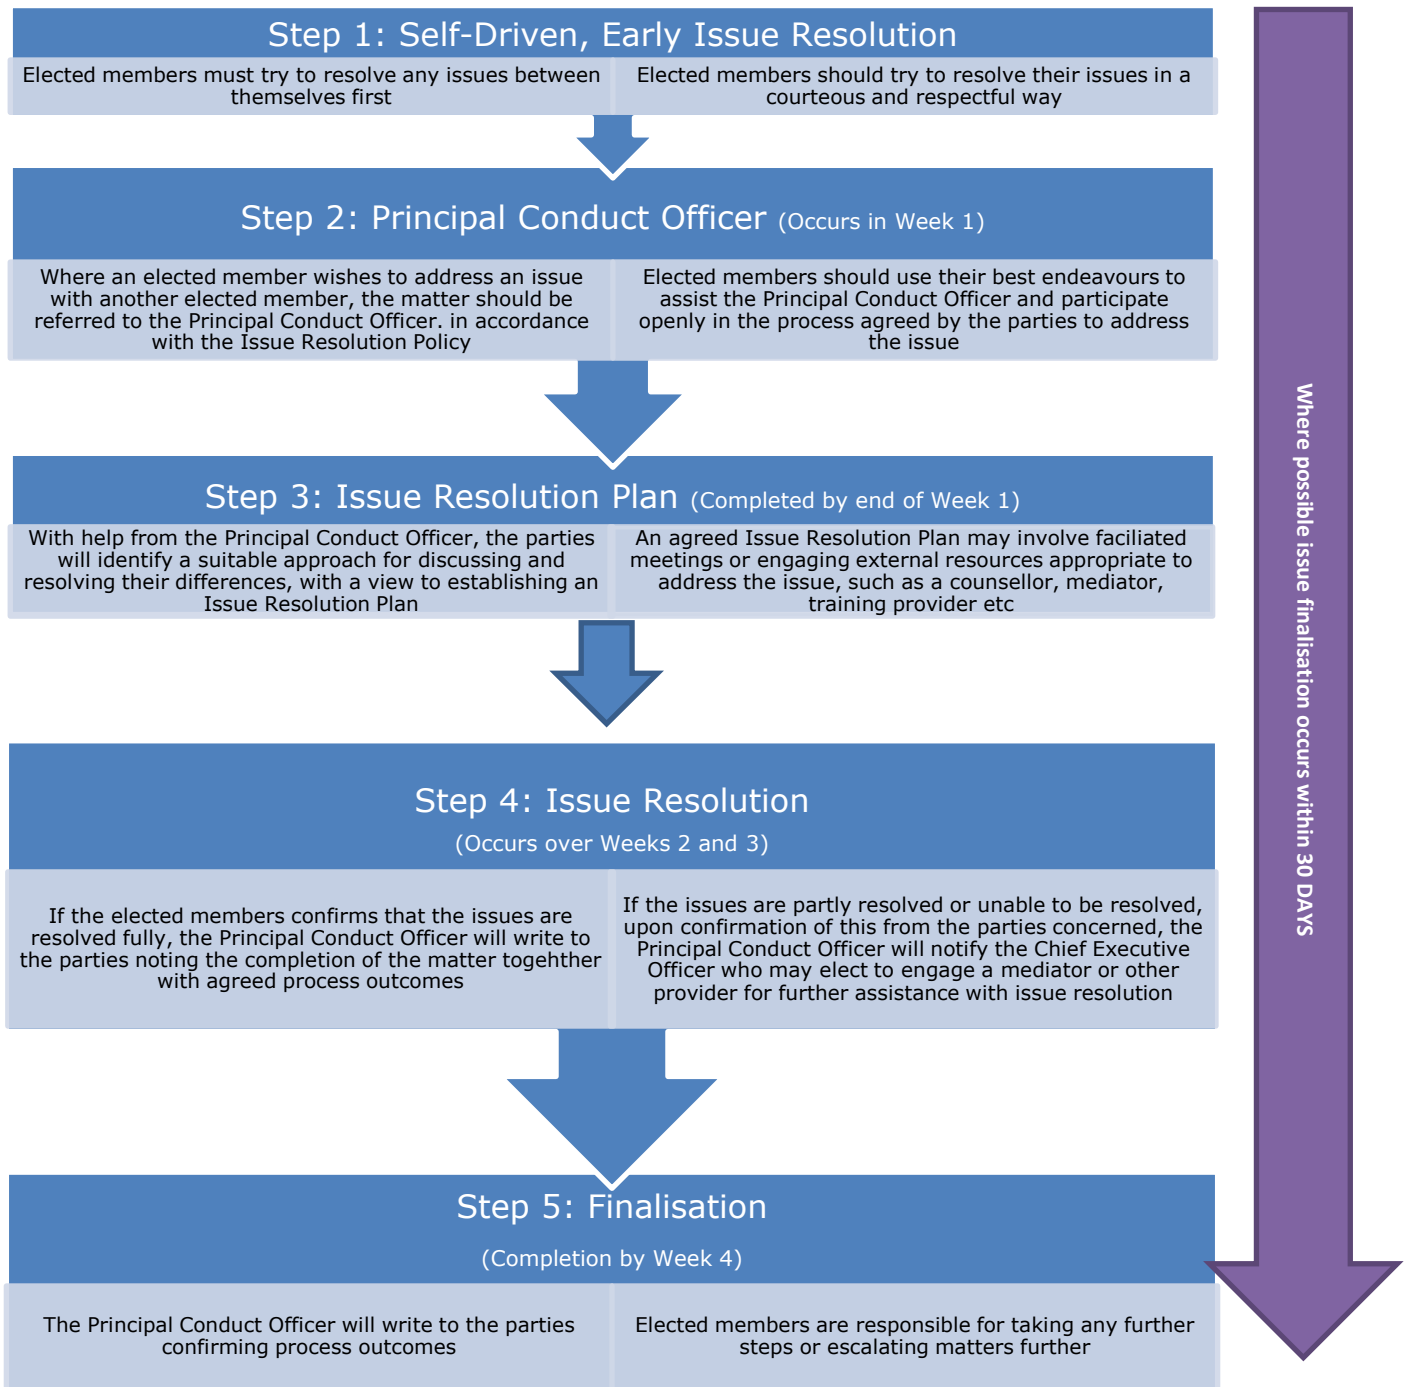 Step 1: Self-Driven, Early Issue Resolution
Elected members must try to resolve any issues between
themselves first
Elected members should try to resolve their issues in a
courteous and respectful way
Step 2: Principal Conduct Officer (Occurs in Week 1)
Where an elected member wishes to address an issue
with another elected member, the matter should be
referred to the Principal Conduct Officer. in accordance
with the Issue Resolution Policy
Elected members should use their best endeavours to
assist the Principal Conduct Officer and participate
openly in the process agreed by the parties to address
the issue
Step 3: Issue Resolution Plan (Completed by end of Week 1)
With help from the Principal Conduct Officer, the parties
will identify a suitable approach for discussing and
resolving their differences, with a view to establishing an
Issue Resolution Plan
An agreed Issue Resolution Plan may involve faciliated
meetings or engaging external resources appropriate to
address the issue, such as a counsellor, mediator,
training provider etc
Step 4: Issue Resolution
(Occurs over Weeks 2 and 3)
If the elected members confirms that the issues are
resolved fully, the Principal Conduct Officer will write to
the parties noting the completion of the matter togehther
with agreed process outcomes
If the issues are partly resolved or unable to be resolved,
upon confirmation of this from the parties concerned, the
Principal Conduct Officer will notify the Chief Executive
Officer who may elect to engage a mediator or other
provider for further assistance with issue resolution
Step 5: Finalisation
(Completion by Week 4)
The Principal Conduct Officer will write to the parties
confirming process outcomes
Elected members are responsible for taking any further
steps or escalating matters further
Where possible issue finalisation occurs within 30 DAYS